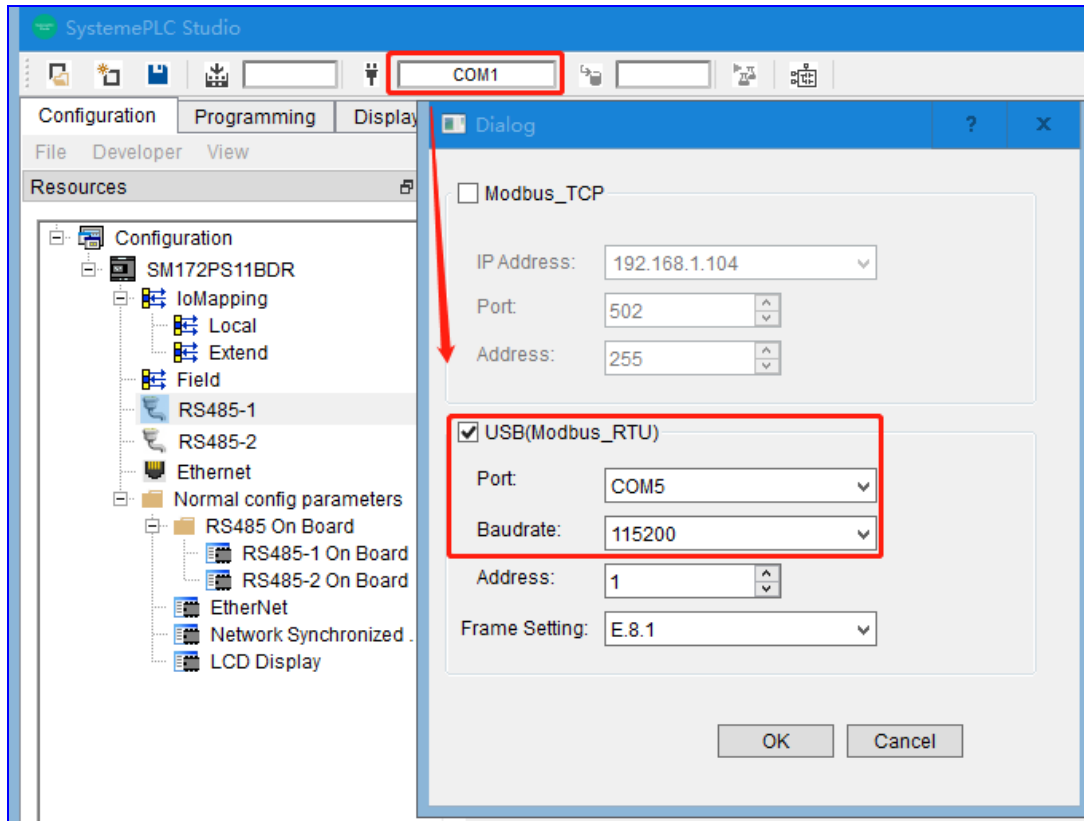 SystemePLC Studio
COM1
Configuration Programming Display
File Developer View
Resources
Configuration
SM172PS11BDR
IoMapping
Local
Extend
Field
RS485-1
RS485-2
Ethernet
Normal config parameters
RS485 On Board
RS485-1 On Board
RS485-2 On Board
EtherNet
Network Synchronized .
LCD Display
Dialog ? x
Modbus_TCP
IP Address: 192.168.1.104
Port: 502
Address: 255
USB(Modbus_RTU)
Port: COM5
Baudrate: 115200
Address: 1
Frame Setting: E.8.1
OK Cancel